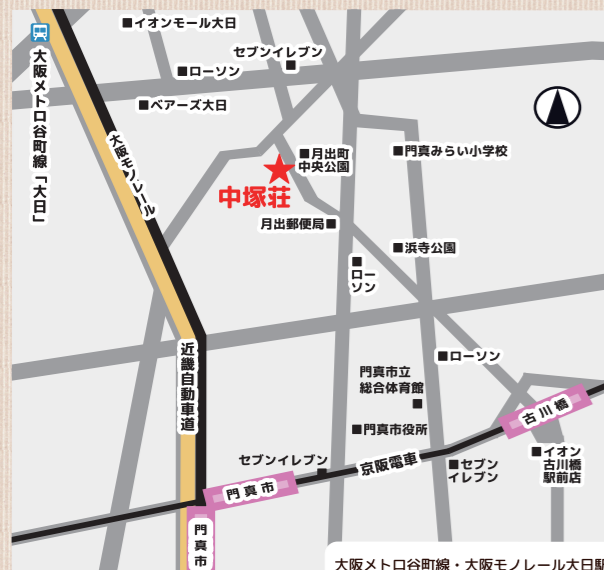 ■イオンモール大日
セブンイレブン
■
■ローソン
■ベアーズ大日
大阪メトロ谷町線「大日」
大阪モノレール
■月出町
中央公園
■門真みらい小学校
中塚荘
月出郵便局■
■浜寺公園
■
ローソン
近畿自動車道
■ローソン
門真市立
総合体育館
■
古川橋
■門真市役所
セブンイレブン
京阪電車
■セブン
イレブン
■イオン
古川橋
駅前店
門真市
門真市
大阪メトロ谷町線・大阪モノレール大日駅